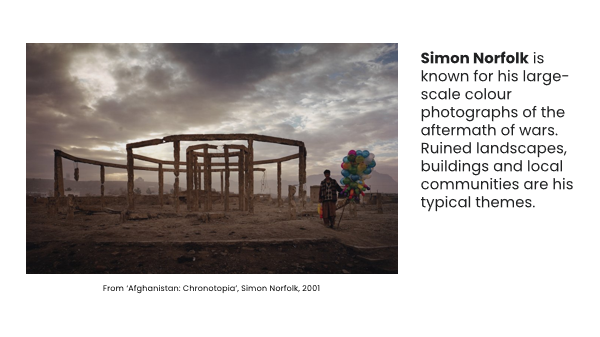 Simon Norfolk is
known for his large-
scale colour
photographs of the
aftermath of wars.
Ruined landscapes,
buildings and local
communities are his
typical themes.
From ‘Afghanistan: Chronotopia’, Simon Norfolk, 2001